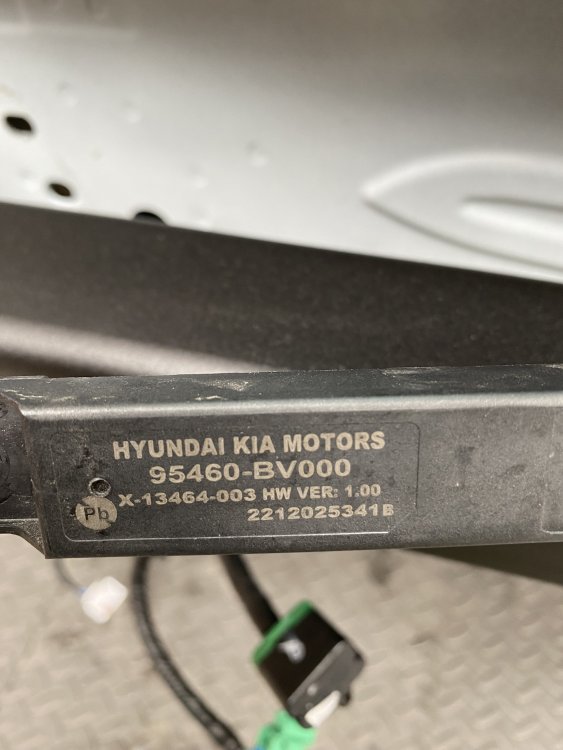 HYUNDAI KIA MOTORS
95460-BV000
X-13464-003 HW VER: 1.00
Pb
2212025341B